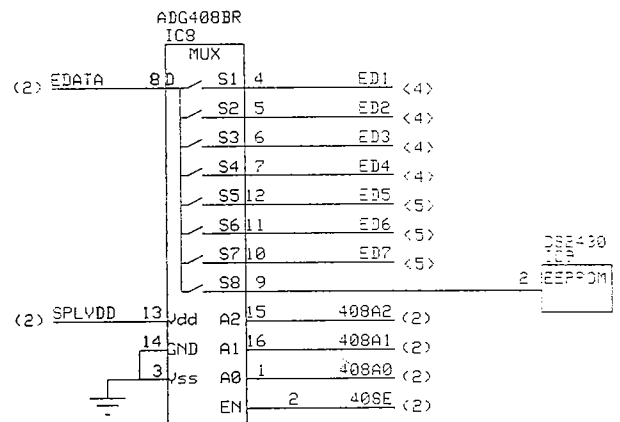 ADG408BR
IC8
MUX
(2) EDATA 8 D S1 4 ED1 (4)
S2 5 ED2 (4)
S3 6 ED3 (4)
S4 7 ED4 (4)
S5 12 ED5 (5)
S6 11 ED6 (5)
S7 10 ED7 (5)
DS2430
S8 9 2 EEPROM
(2) SPLVDD 13 Vdd A2 15 408A2 (2)
14 GND A1 16 408A1 (2)
3 Vss A0 1 408A0 (2)
EN 2 408E (2)